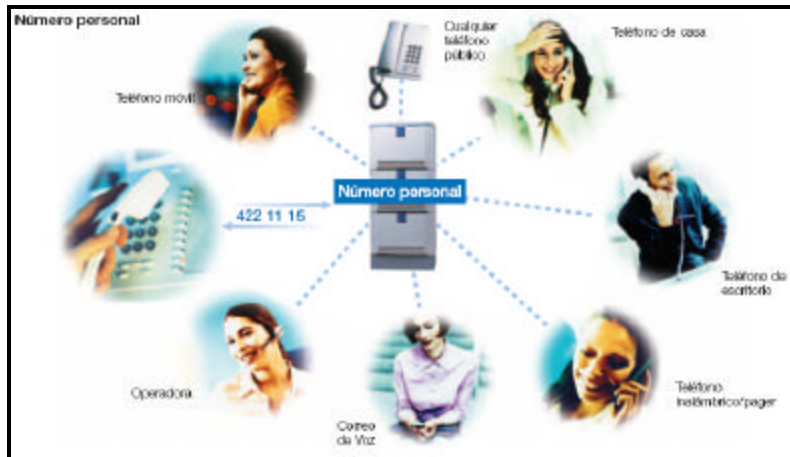 Número personal
Cualquier
teléfono
público
Teléfono de casa
Teléfono móvil
Número personal
422 11 15
Teléfono de
escritorio
Operadora
Correo
de Voz
Teléfono
inalámbrico/pager